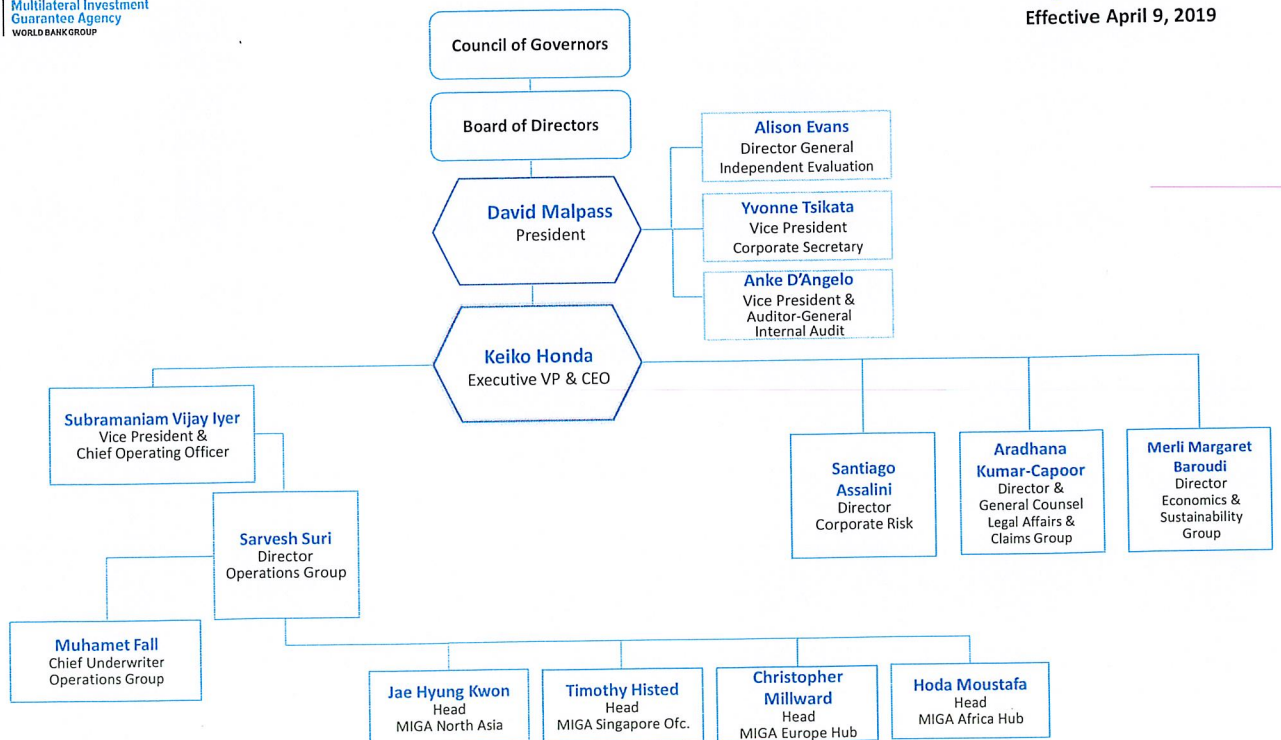 Multilateral Investment
Guarantee Agency
WORLD BANK GROUP
Effective April 9, 2019
Council of Governors
Board of Directors
David Malpass
President
Alison Evans
Director General
Independent Evaluation
Yvonne Tsikata
Vice President
Corporate Secretary
Anke D'Angelo
Vice President &
Auditor-General
Internal Audit
Keiko Honda
Executive VP & CEO
Subramaniam Vijay Iyer
Vice President &
Chief Operating Officer
Santiago
Assalini
Director
Corporate Risk
Aradhana
Kumar-Capoor
Director &
General Counsel
Legal Affairs &
Claims Group
Merli Margaret
Baroudi
Director
Economics &
Sustainability
Group
Sarvesh Suri
Director
Operations Group
Muhamet Fall
Chief Underwriter
Operations Group
Jae Hyung Kwon
Head
MIGA North Asia
Timothy Histed
Head
MIGA Singapore Ofc.
Christopher
Millward
Head
MIGA Europe Hub
Hoda Moustafa
Head
MIGA Africa Hub